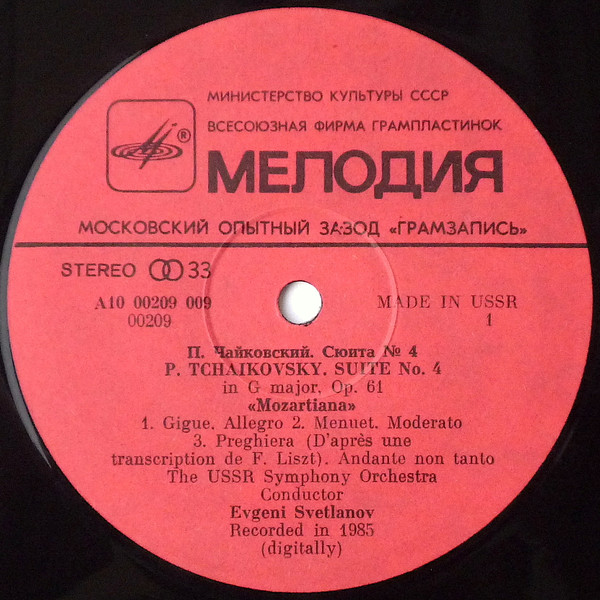 МИНИСТЕРСТВО КУЛЬТУРЫ СССР
ВСЕСОЮЗНАЯ ФИРМА ГРАМПЛАСТИНОК
®
МЕЛОДИЯ
МОСКОВСКИЙ ОПЫТНЫЙ ЗАВОД «ГРАМЗАПИСЬ»
STEREO 33
А10 00209 009
00209
MADE IN USSR
1
П. Чайковский. Сюита № 4
P. TCHAIKOVSKY. SUITE No. 4
in G major. Op. 61
«Mozartiana»
1. Gigue. Allegro 2. Menuet. Moderato
3. Preghiera (D'après une
transcription de F. Liszt). Andante non tanto
The USSR Symphony Orchestra
Conductor
Evgeni Svetlanov
Recorded in 1985
(digitally)